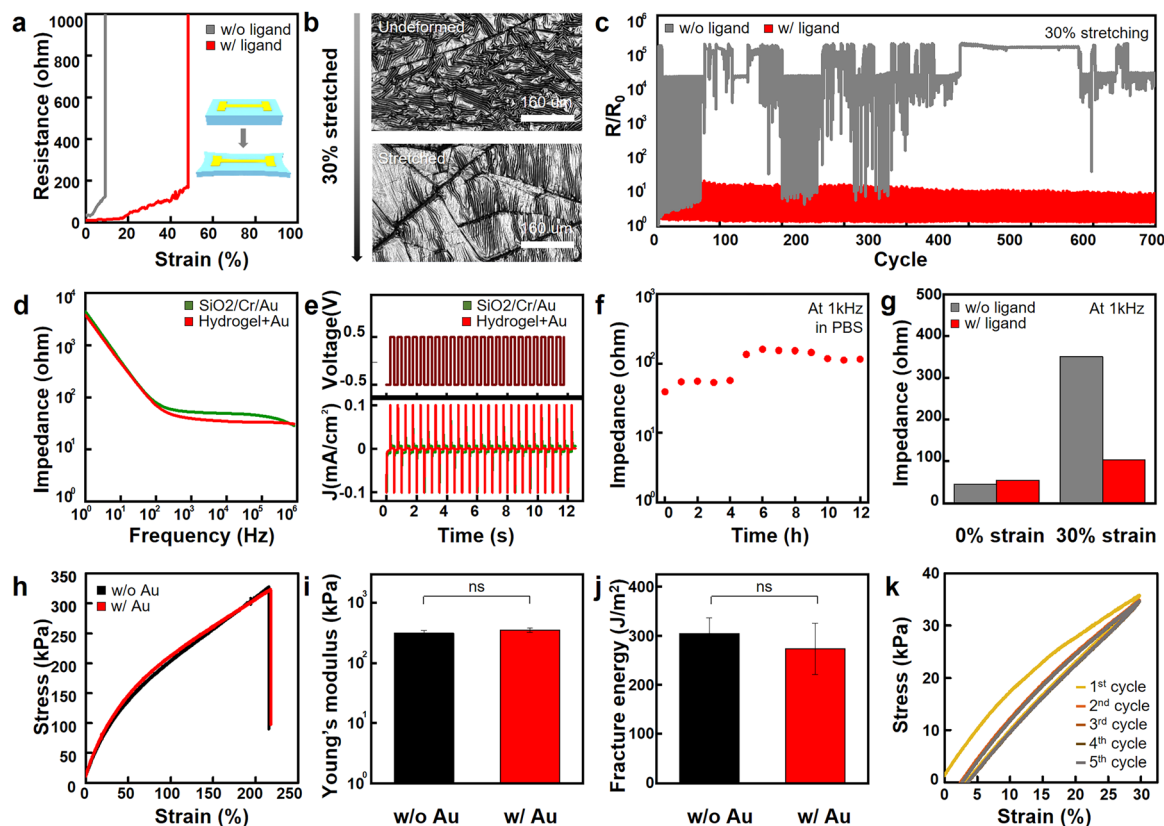 a
w/o ligand
w/ ligand
Resistance (ohm)
1000
800
600
400
200
0
0 20 40 60 80 100
Strain (%)
b
30% stretched
Undeformed
160 um
Stretched
160 um
c
w/o ligand w/ ligand
30% stretching
R/R0
10^5
10^4
10^3
10^2
10^1
10^0
0 100 200 300 400 500 600 700
Cycle
d
SiO2/Cr/Au
Hydrogel+Au
Impedance (ohm)
10^4
10^3
10^2
10^1
10^0
10^0 10^1 10^2 10^3 10^4 10^5 10^6
Frequency (Hz)
e
SiO2/Cr/Au
Hydrogel+Au
Voltage(V)
0.5
-0.5
J(mA/cm²)
0.1
0
-0.1
0 2 4 6 8 10 12
Time (s)
f
At 1kHz
in PBS
Impedance (ohm)
10^3
10^2
10^1
10^0
0 2 4 6 8 10 12
Time (h)
g
w/o ligand
w/ ligand
At 1kHz
Impedance (ohm)
500
400
300
200
100
0
0% strain 30% strain
h
w/o Au
w/ Au
Stress (kPa)
350
300
250
200
150
100
50
0
0 50 100 150 200 250
Strain (%)
i
ns
Young's modulus (kPa)
10^3
10^2
10^1
10^0
w/o Au w/ Au
j
ns
Fracture energy (J/m²)
400
300
200
100
0
w/o Au w/ Au
k
Stress (kPa)
40
30
20
10
0
1st cycle
2nd cycle
3rd cycle
4th cycle
5th cycle
0 5 10 15 20 25 30
Strain (%)